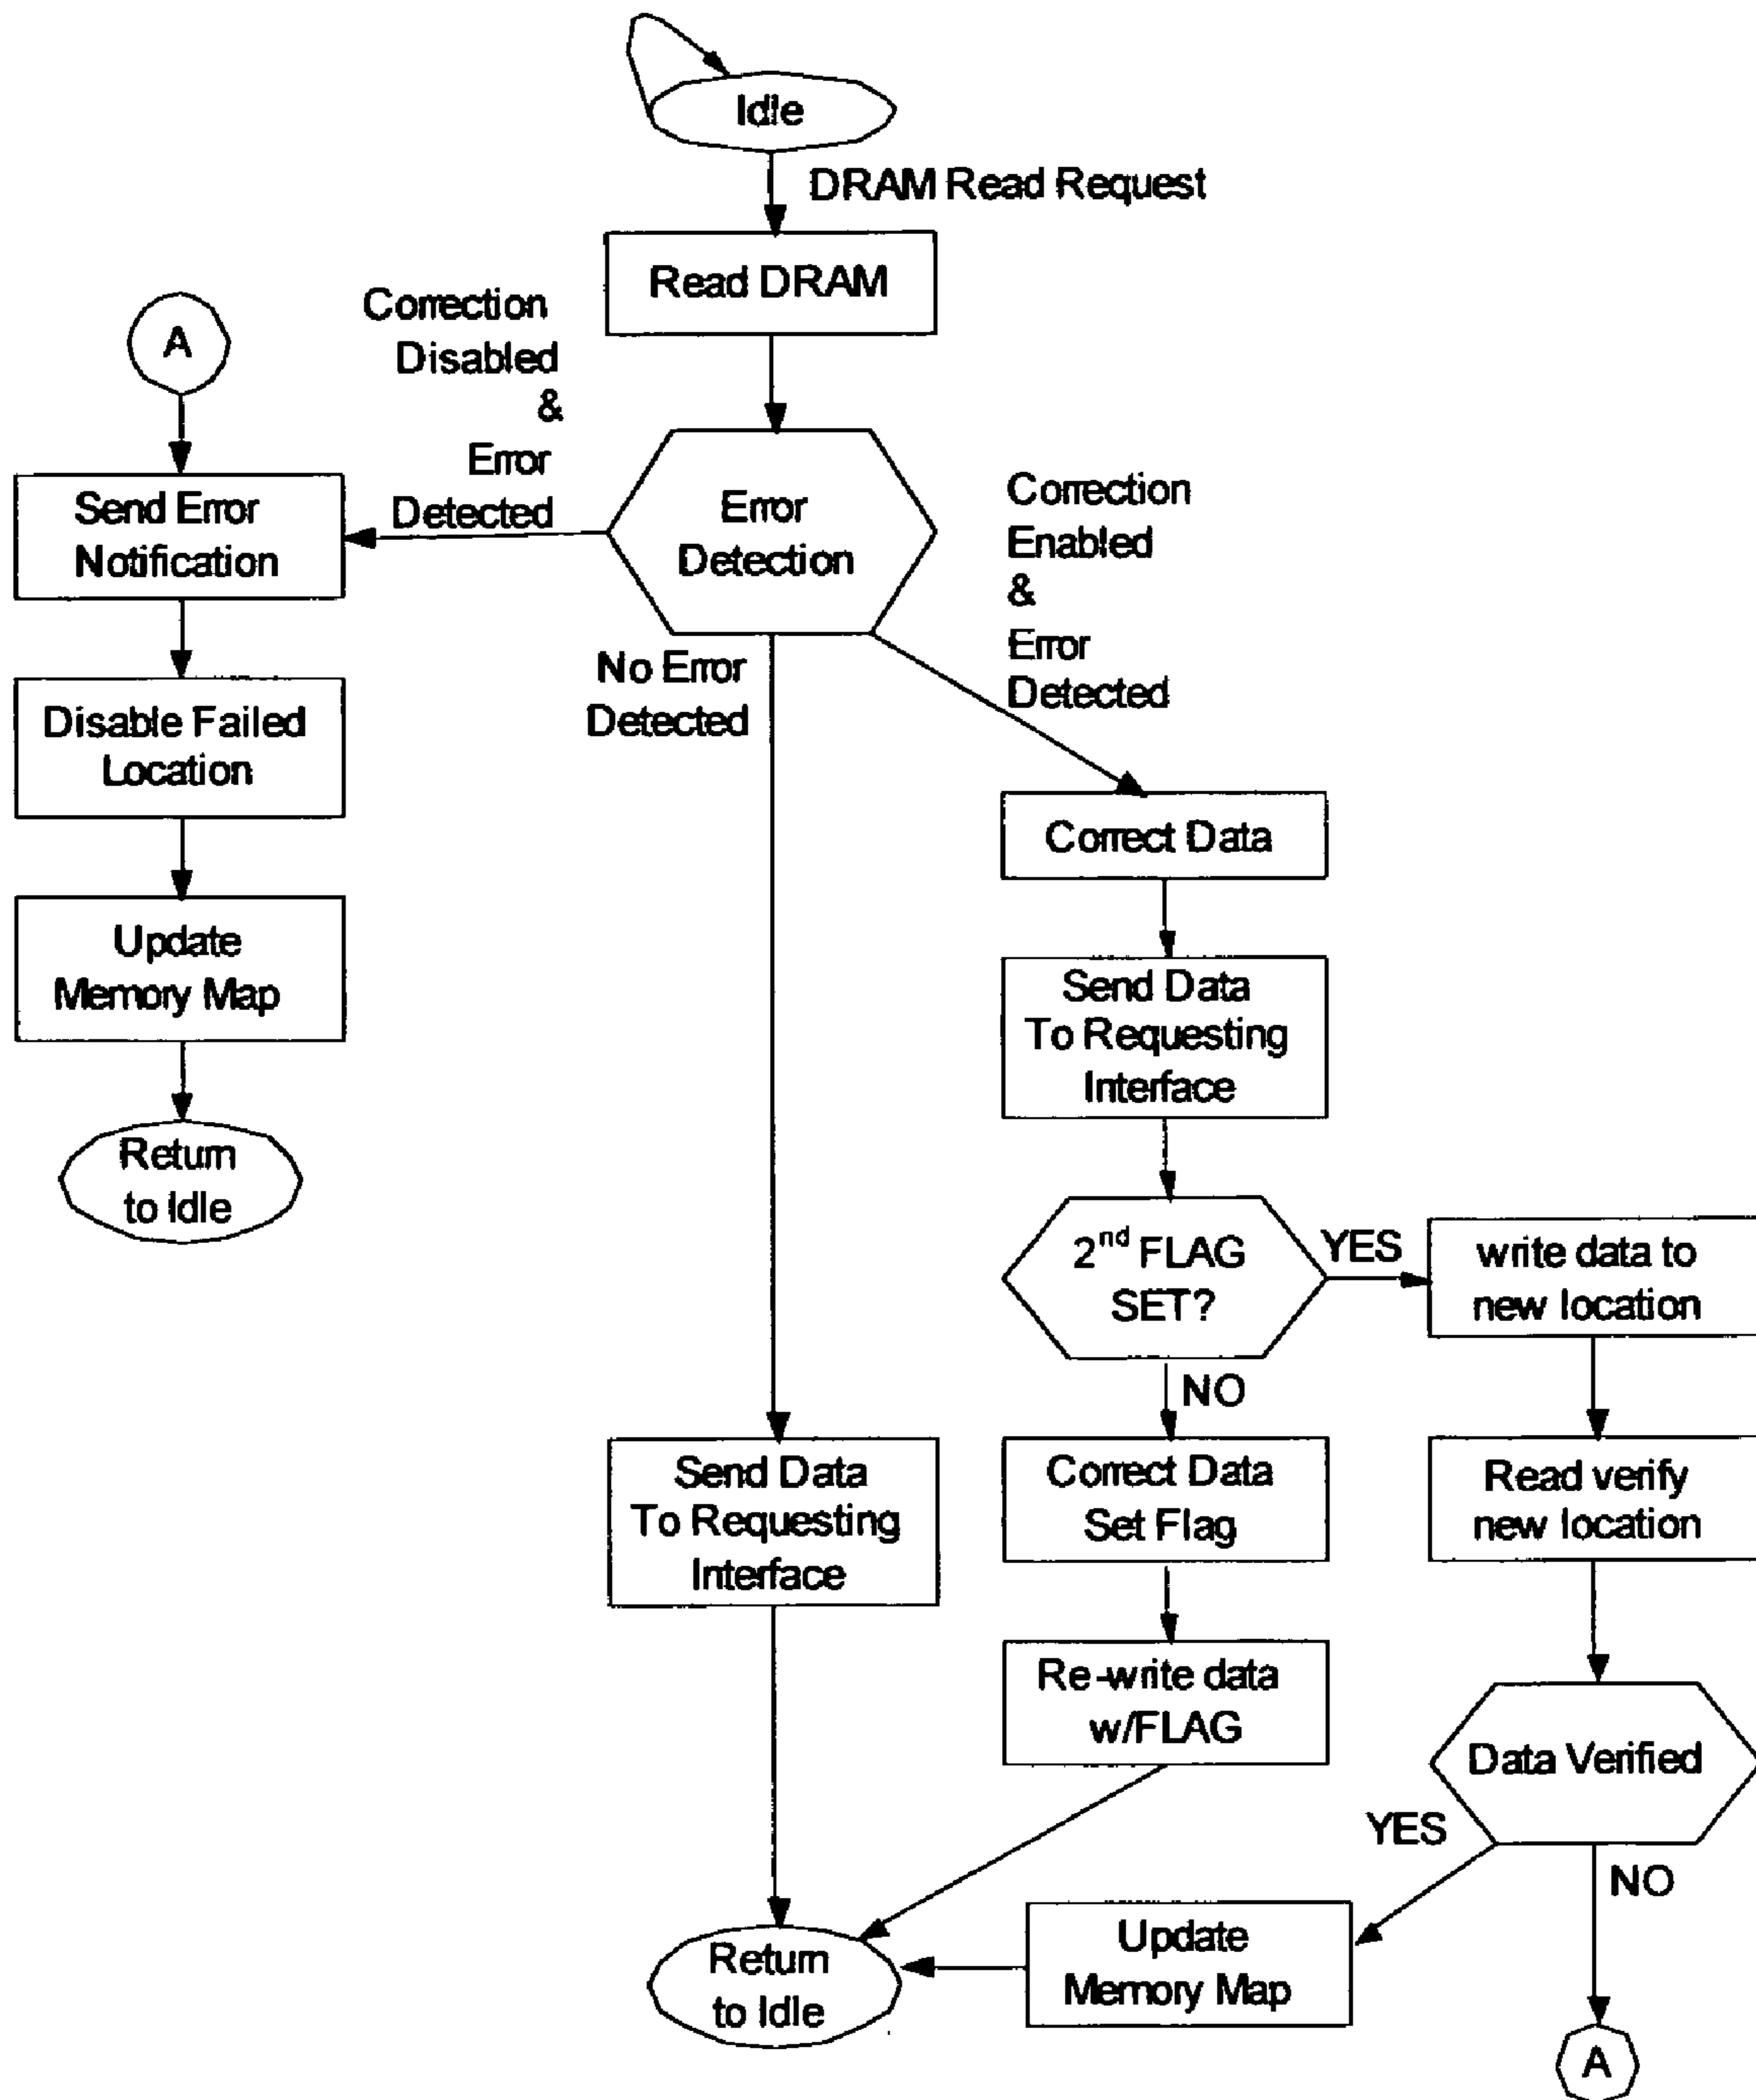 Idle
DRAM Read Request
Read DRAM
Correction
Disabled
&
Error
Detected
A
Send Error
Notification
Disable Failed
Location
Update
Memory Map
Return
to Idle
Error
Detection
Correction
Enabled
&
Error
Detected
No Error
Detected
Correct Data
Send Data
To Requesting
Interface
2nd FLAG
SET?
YES
write data to
new location
NO
Send Data
To Requesting
Interface
Correct Data
Set Flag
Read verify
new location
Re-write data
w/FLAG
Data Verified
YES
NO
Update
Memory Map
Return
to Idle
A